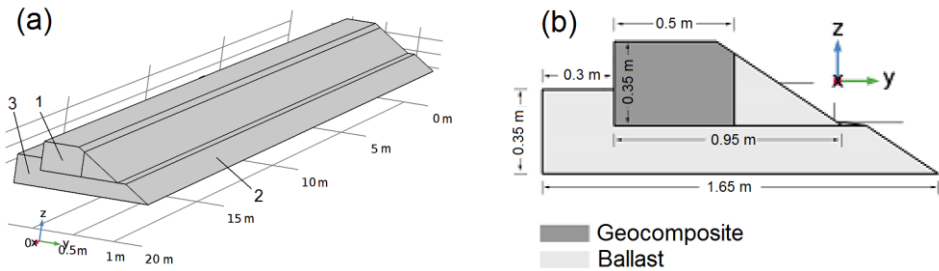 (a)
3
1
2
0 m
5 m
10 m
15 m
20 m
1 m
0.5m
0
x
y
z
(b)
0.5 m
0.35 m
0.3 m
0.35 m
0.95 m
1.65 m
z
x
y
Geocomposite
Ballast